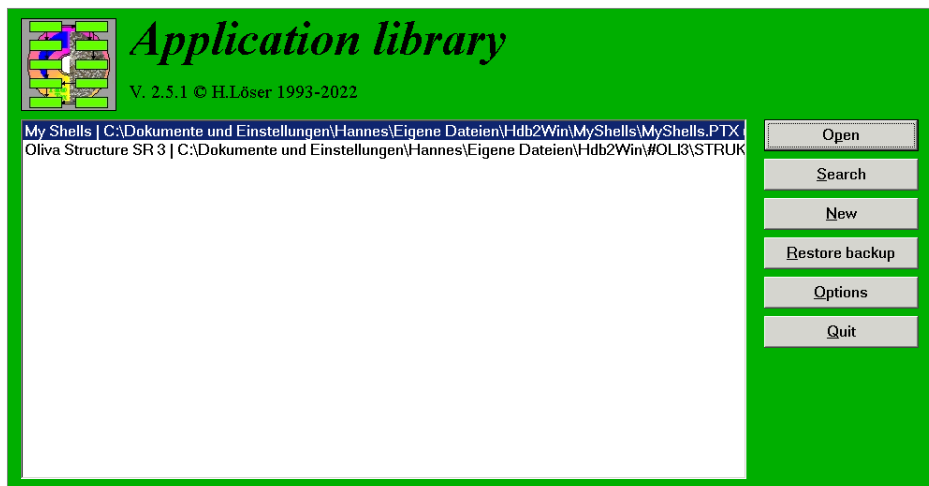 Application library
V. 2.5.1 © H.Löser 1993-2022
My Shells | C:\Dokumente und Einstellungen\Hannes\Eigene Dateien\Hdb2Win\MyShells\MyShells.PTX
Oliva Structure SR 3 | C:\Dokumente und Einstellungen\Hannes\Eigene Dateien\Hdb2Win\#OLI3\STRUK
Open
Search
New
Restore backup
Options
Quit